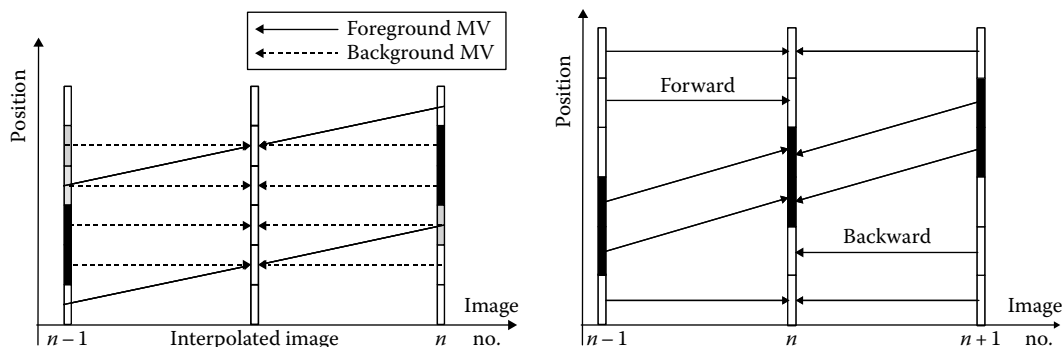 Foreground MV
Background MV
Position
Image
n – 1
Interpolated image
n
no.
Position
Forward
Backward
Image
n – 1
n
n + 1
no.